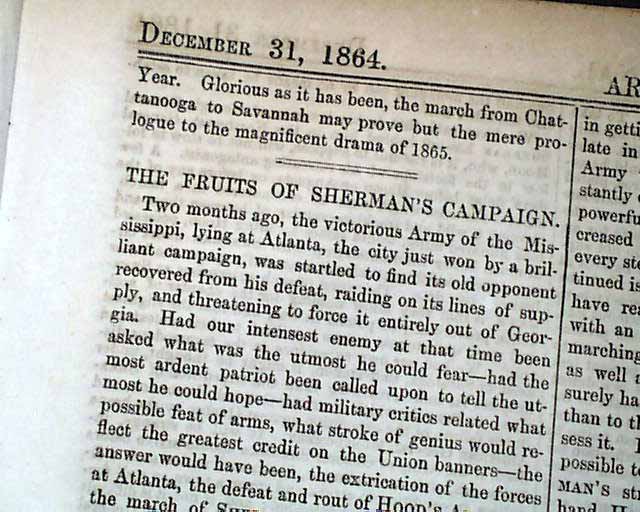 DECEMBER 31, 1864.
AR
Year. Glorious as it has been, the march from Chat-
tanooga to Savannah may prove but the mere pro-
logue to the magnificent drama of 1865.
THE FRUITS OF SHERMAN'S CAMPAIGN.
Two months ago, the victorious Army of the Mis-
sissippi, lying at Atlanta, the city just won by a bril-
liant campaign, was startled to find its old opponent
recovered from his defeat, raiding on its lines of sup-
ply, and threatening to force it entirely out of Geor-
gia. Had our intensest enemy at that time been
asked what was the utmost he could fear—had the
most ardent patriot been called upon to tell the ut-
most he could hope—had military critics related what
possible feat of arms, what stroke of genius would re-
flect the greatest credit on the Union banners—the
answer would have been, the extrication of the forces
at Atlanta, the defeat and rout of HOOD'S
the march of
in getti
late in
Army
stantly
powerfu
creased
every ste
tinued is
have rea
with an
marching
as well a
surely ha
than to th
sess it.
possible to
MAN'S str
hand